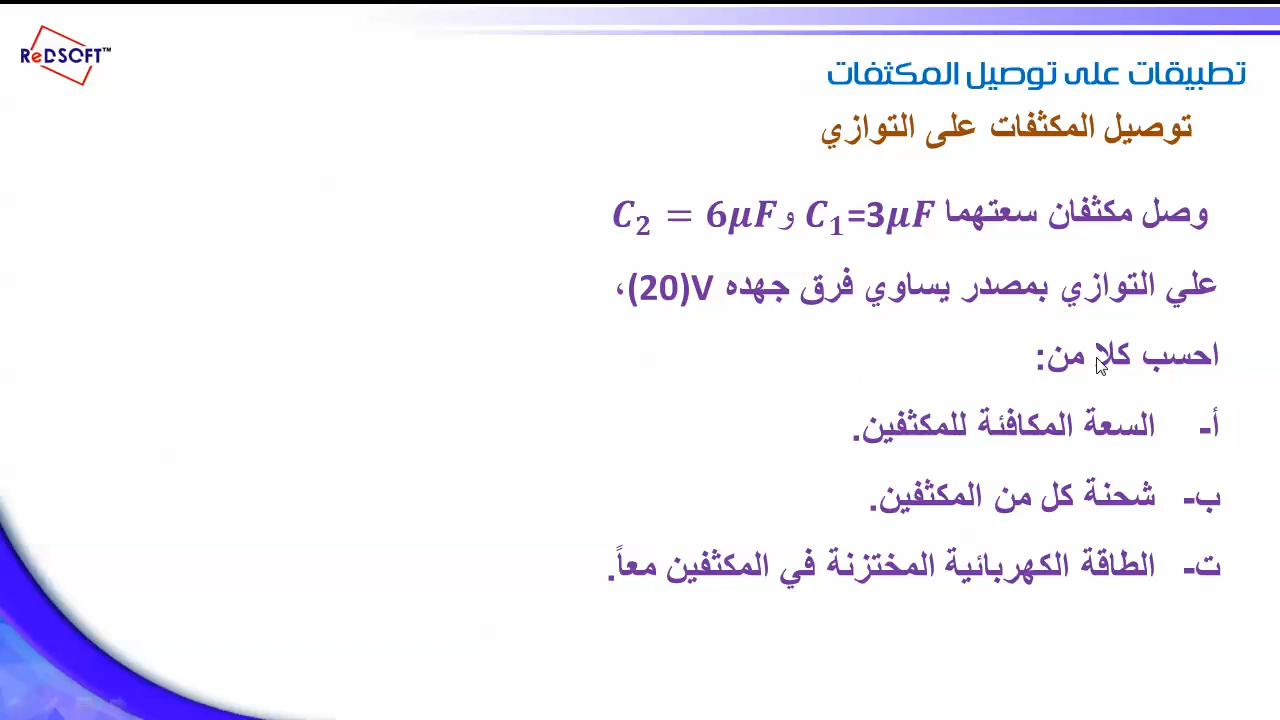 ReDSOFT™
تطبيقات على توصيل المكثفات
توصيل المكثفات على التوازي
وصل مكثفان سعتهما C₁=3μF و C₂ = 6μF
علي التوازي بمصدر يساوي فرق جهده (20)V،
احسب كلا من:
أ- السعة المكافئة للمكثفين.
ب- شحنة كل من المكثفين.
ت- الطاقة الكهربائية المختزنة في المكثفين معاً.